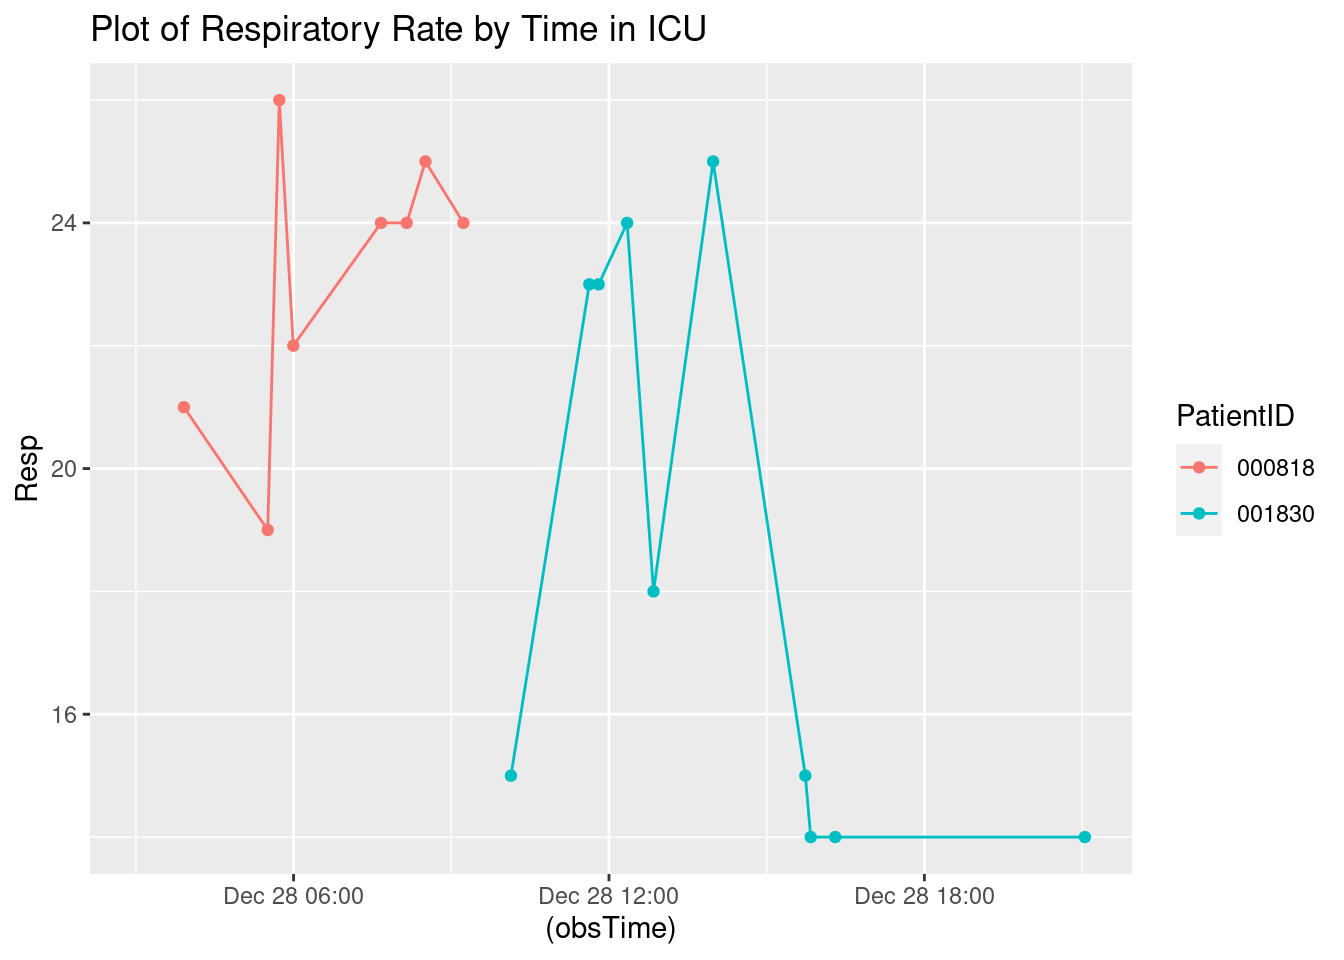 Plot of Respiratory Rate by Time in ICU
24
20
16
Resp
Dec 28 06:00
Dec 28 12:00
Dec 28 18:00
(obsTime)
PatientID
000818
001830